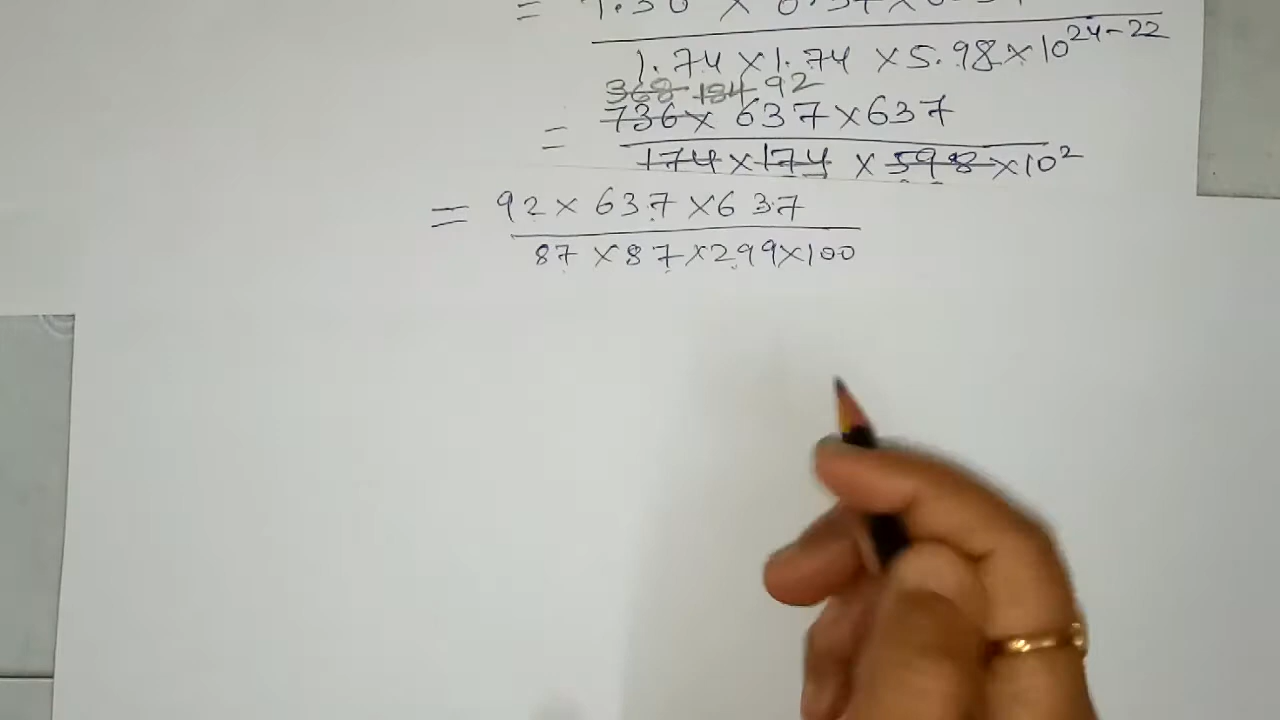 =
1.74 × 1.74 × 5.98 × 10^24-22
368 184 92
= 736 × 637 × 637
174 × 174 × 598 × 10²
= 92 × 637 × 637
87 × 87 × 299 × 100